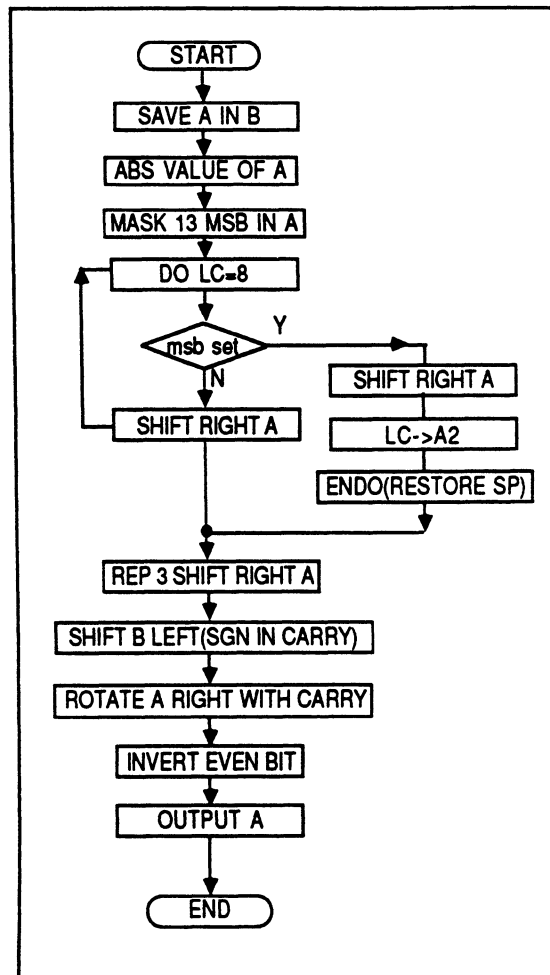 START
SAVE A IN B
ABS VALUE OF A
MASK 13 MSB IN A
DO LC=8
Y
msb set
N
SHIFT RIGHT A
SHIFT RIGHT A
LC->A2
ENDO(RESTORE SP)
REP 3 SHIFT RIGHT A
SHIFT B LEFT(SGN IN CARRY)
ROTATE A RIGHT WITH CARRY
INVERT EVEN BIT
OUTPUT A
END